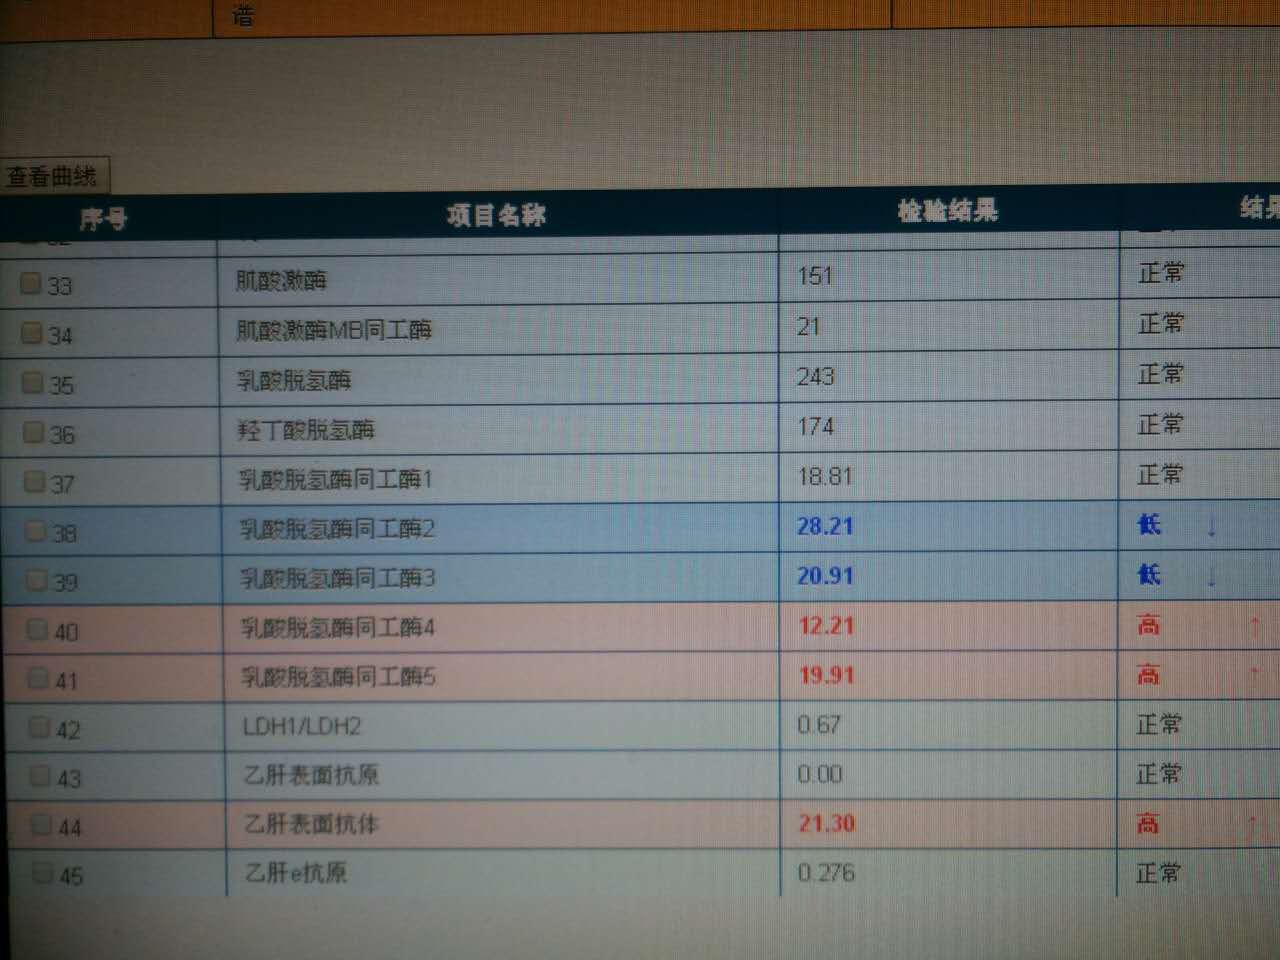 谱
查看曲线
序号 项目名称 检验结果
33 肌酸激酶 151 正常
34 肌酸激酶MB同工酶 21 正常
35 乳酸脱氢酶 243 正常
36 羟丁酸脱氢酶 174 正常
37 乳酸脱氢酶同工酶1 18.81 正常
38 乳酸脱氢酶同工酶2 28.21 低 ↓
39 乳酸脱氢酶同工酶3 20.91 低 ↓
40 乳酸脱氢酶同工酶4 12.21 高 ↑
41 乳酸脱氢酶同工酶5 19.91 高 ↑
42 LDH1/LDH2 0.67 正常
43 乙肝表面抗原 0.00 正常
44 乙肝表面抗体 21.30 高 ↑
45 乙肝e抗原 0.276 正常